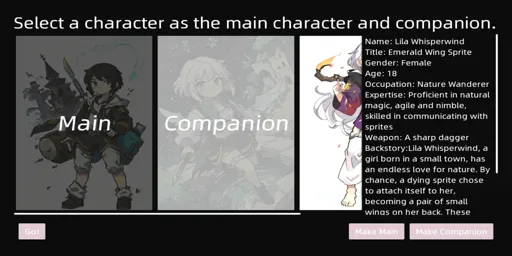 Select a character as the main character and companion.
Main
Companion
Name: Lila Whisperwind
Title: Emerald Wing Sprite
Gender: Female
Age: 18
Occupation: Nature Wanderer
Expertise: Proficient in natural
magic, agile and nimble,
skilled in communicating with
sprites
Weapon: A sharp dagger
Backstory:Lila Whisperwind, a
girl born in a small town, has
an endless love for nature. By
chance, a dying sprite chose
to attach itself to her,
becoming a pair of small
wings on her back. These
Go!
Make Main
Make Companion